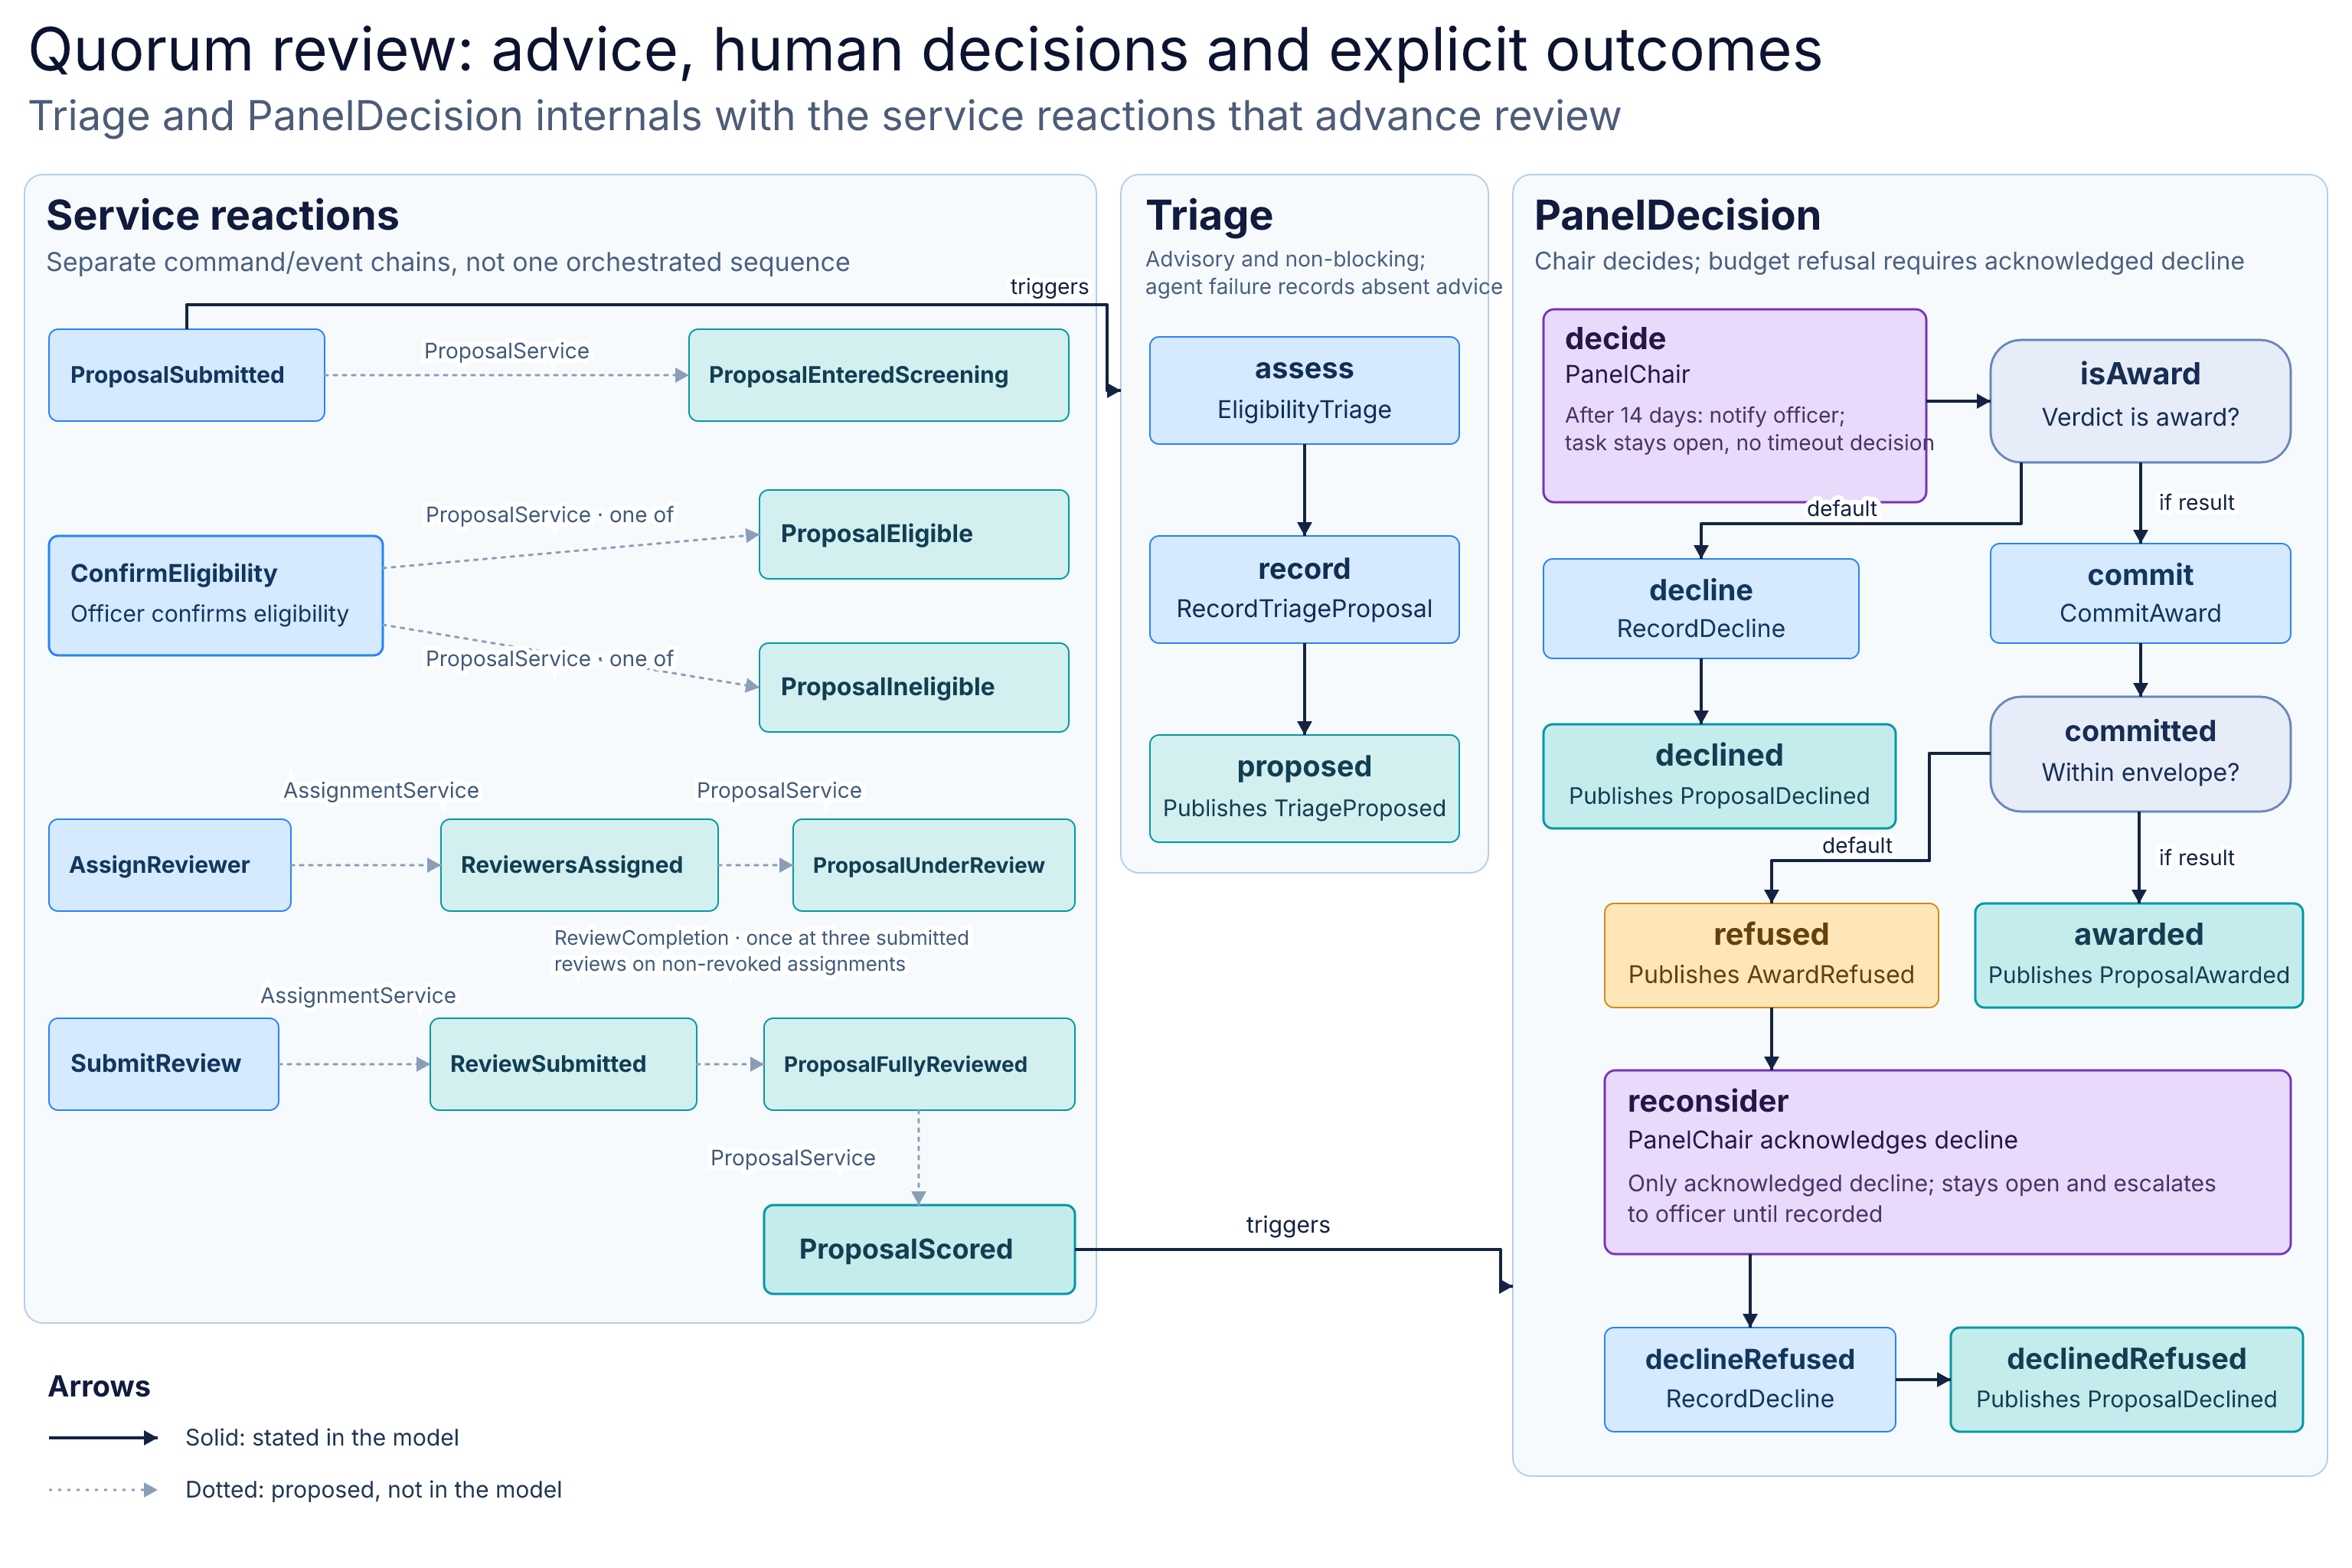 Quorum review: advice, human decisions and explicit outcomes
Triage and PanelDecision internals with the service reactions that advance review
Service reactions
Separate command/event chains, not one orchestrated sequence
triggers
ProposalSubmitted
ProposalService
ProposalEnteredScreening
ConfirmEligibility
Officer confirms eligibility
ProposalService · one of
ProposalEligible
ProposalService · one of
ProposalIneligible
AssignmentService
ProposalService
AssignReviewer
ReviewersAssigned
ProposalUnderReview
ReviewCompletion · once at three submitted
reviews on non-revoked assignments
AssignmentService
SubmitReview
ReviewSubmitted
ProposalFullyReviewed
ProposalService
ProposalScored
triggers
Triage
Advisory and non-blocking;
agent failure records absent advice
assess
EligibilityTriage
record
RecordTriageProposal
proposed
Publishes TriageProposed
PanelDecision
Chair decides; budget refusal requires acknowledged decline
decide
PanelChair
After 14 days: notify officer;
task stays open, no timeout decision
isAward
Verdict is award?
default
if result
decline
RecordDecline
commit
CommitAward
declined
Publishes ProposalDeclined
committed
Within envelope?
default
if result
refused
Publishes AwardRefused
awarded
Publishes ProposalAwarded
reconsider
PanelChair acknowledges decline
Only acknowledged decline; stays open and escalates
to officer until recorded
declineRefused
RecordDecline
declinedRefused
Publishes ProposalDeclined
Arrows
Solid: stated in the model
Dotted: proposed, not in the model